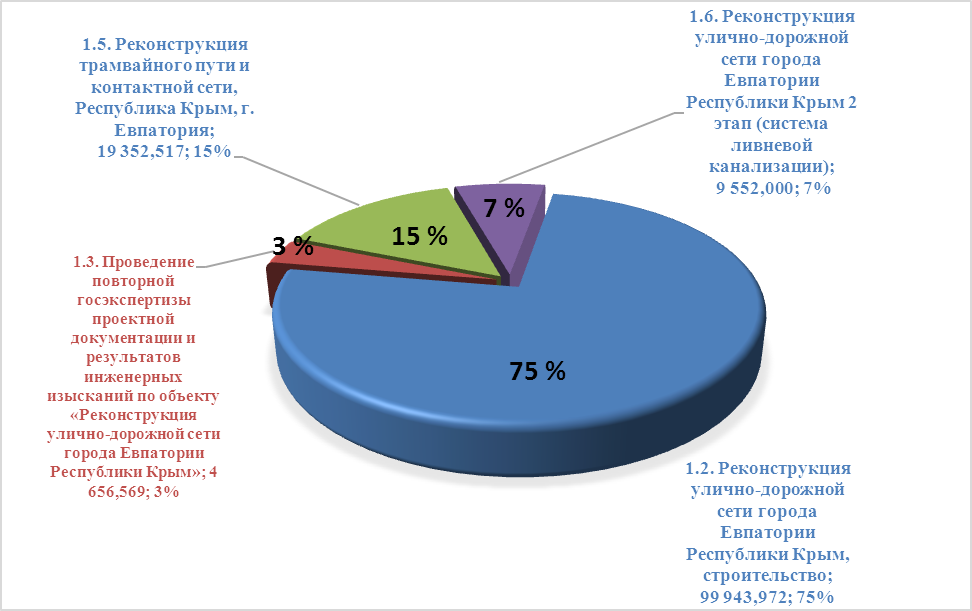 1.5. Реконструкция
трамвайного пути и
контактной сети,
Республика Крым, г.
Евпатория;
19 352,517; 15%
1.6. Реконструкция
улично-дорожной
сети города
Евпатории
Республики Крым 2
этап (система
ливневой
канализации);
9 552,000; 7%
7 %
15 %
3 %
75 %
1.3. Проведение
повторной
госэкспертизы
проектной
документации и
результатов
инженерных
изысканий по объекту
«Реконструкция
улично-дорожной сети
города Евпатории
Республики Крым»; 4
656,569; 3%
1.2. Реконструкция
улично-дорожной
сети города
Евпатории
Республики Крым,
строительство;
99 943,972; 75%